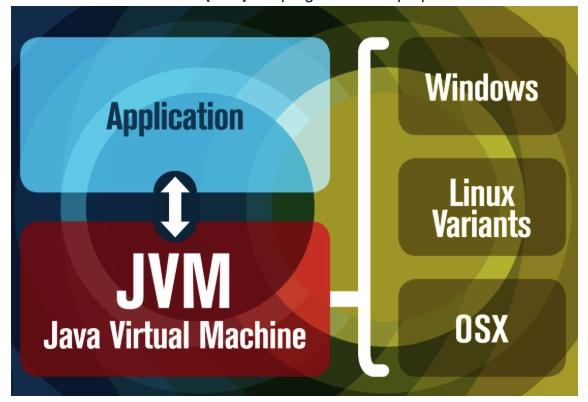 Application
JVM
Java Virtual Machine
Windows
Linux
Variants
OSX